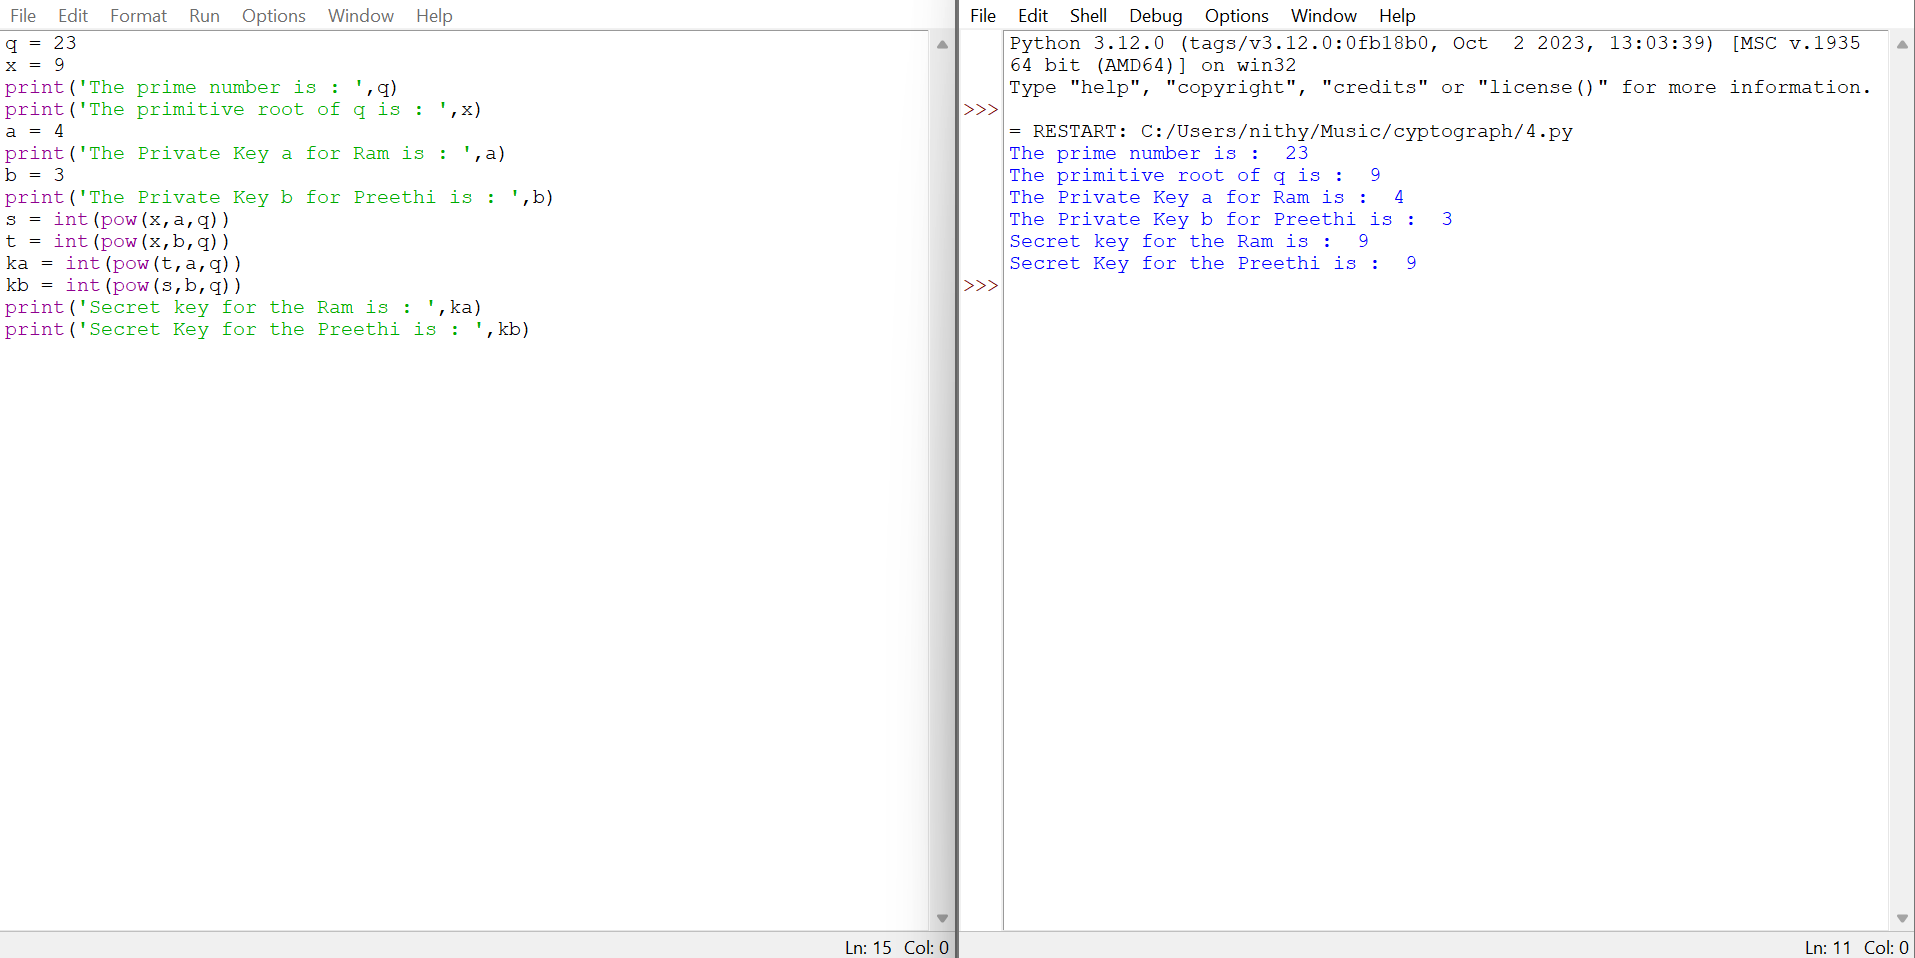 File Edit Format Run Options Window Help
q = 23
x = 9
print('The prime number is : ',q)
print('The primitive root of q is : ',x)
a = 4
print('The Private Key a for Ram is : ',a)
b = 3
print('The Private Key b for Preethi is : ',b)
s = int(pow(x,a,q))
t = int(pow(x,b,q))
ka = int(pow(t,a,q))
kb = int(pow(s,b,q))
print('Secret key for the Ram is : ',ka)
print('Secret Key for the Preethi is : ',kb)
Ln: 15 Col: 0
File Edit Shell Debug Options Window Help
Python 3.12.0 (tags/v3.12.0:0fb18b0, Oct  2 2023, 13:03:39) [MSC v.1935
64 bit (AMD64)] on win32
Type "help", "copyright", "credits" or "license()" for more information.
>>>
= RESTART: C:/Users/nithy/Music/cyptograph/4.py
The prime number is :  23
The primitive root of q is :  9
The Private Key a for Ram is :  4
The Private Key b for Preethi is :  3
Secret key for the Ram is :  9
Secret Key for the Preethi is :  9
>>>
Ln: 11 Col: 0